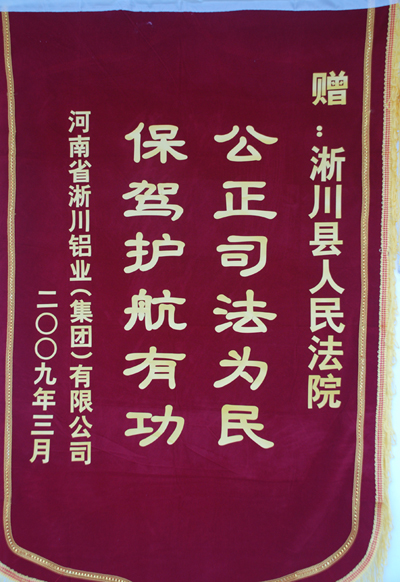 赠：淅川县人民法院
公正司法为民
保驾护航有功
河南省淅川铝业(集团)有限公司
二〇〇九年三月